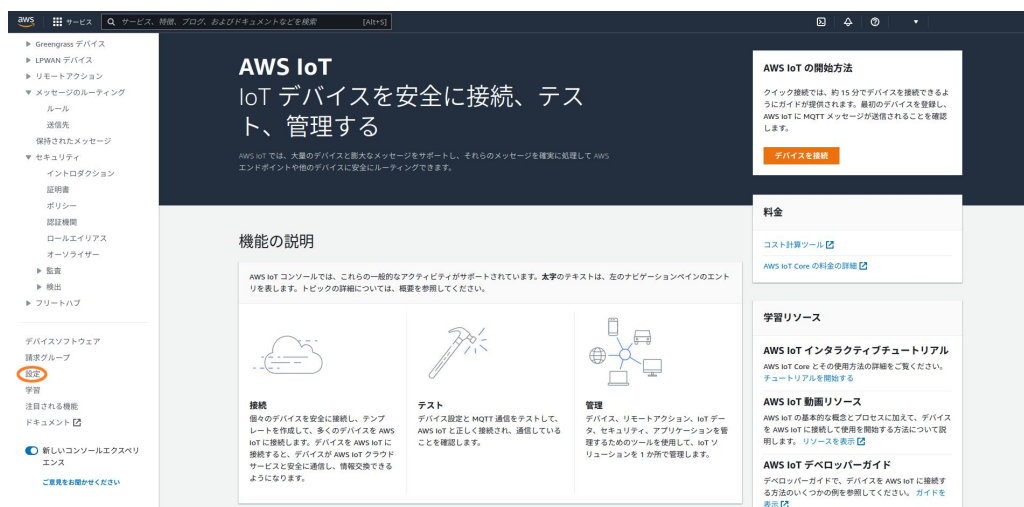 aws サービス サービス、特徴、ブログ、およびドキュメントなどを検索 [Alt+S]
Greengrass デバイス
LPWAN デバイス
リモートアクション
メッセージのルーティング
ルール
送信先
保持されたメッセージ
セキュリティ
イントロダクション
証明書
ポリシー
認証機関
ロールエイリアス
オーソライザー
監査
検出
フリートハブ
デバイスソフトウェア
請求グループ
設定
学習
注目される機能
ドキュメント
新しいコンソールエクスペリ
エンス
ご意見をお聞かせください
AWS IoT
IoT デバイスを安全に接続、テス
ト、管理する
AWS IoT では、大量のデバイスと膨大なメッセージをサポートし、それらのメッセージを確実に処理して AWS
エンドポイントや他のデバイスに安全にルーティングできます。
AWS IoT の開始方法
クイック接続では、約 15 分でデバイスを接続できるよ
うにガイドが提供されます。最初のデバイスを登録し、
AWS IoT に MQTT メッセージが送信されることを確認
します。
デバイスを接続
料金
コスト計算ツール
AWS IoT Core の料金の詳細
機能の説明
AWS IoT コンソールでは、これらの一般的なアクティビティがサポートされています。太字のテキストは、左のナビゲーションペインのエント
リを表します。トピックの詳細については、概要を参照してください。
接続
個々のデバイスを安全に接続し、テンプ
レートを作成して、多くのデバイスを AWS
IoT に接続します。デバイスを AWS IoT に
接続すると、デバイスが AWS IoT クラウド
サービスと安全に通信し、情報交換できる
ようになります。
テスト
デバイス設定と MQTT 通信をテストして、
AWS IoT と正しく接続され、通信している
ことを確認します。
管理
デバイス、リモートアクション、IoT デー
タ、セキュリティ、アプリケーションを管
理するためのツールを使用して、IoT ソ
リューションを 1 か所で管理します。
学習リソース
AWS IoT インタラクティブチュートリアル
AWS IoT Core とその使用方法の詳細をご覧ください。
チュートリアルを開始する
AWS IoT 動画リソース
AWS IoT の基本的な概念とプロセスに加えて、デバイス
を AWS IoT に接続して使用を開始する方法について説
明します。 リソースを表示
AWS IoT デベロッパーガイド
デベロッパーガイドで、デバイスを AWS IoT に接続す
る方法のいくつかの例を参照してください。 ガイドを
表示